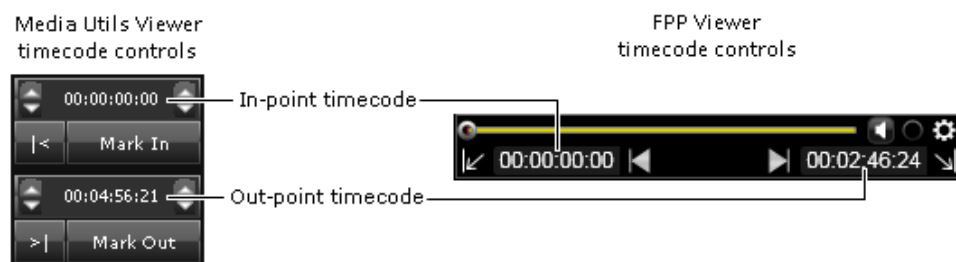 Media Utils Viewer
timecode controls
FPP Viewer
timecode controls
00:00:00:00
In-point timecode
|<
Mark In
00:00:00:00
00:02:46:24
00:04:56:21
Out-point timecode
>|
Mark Out